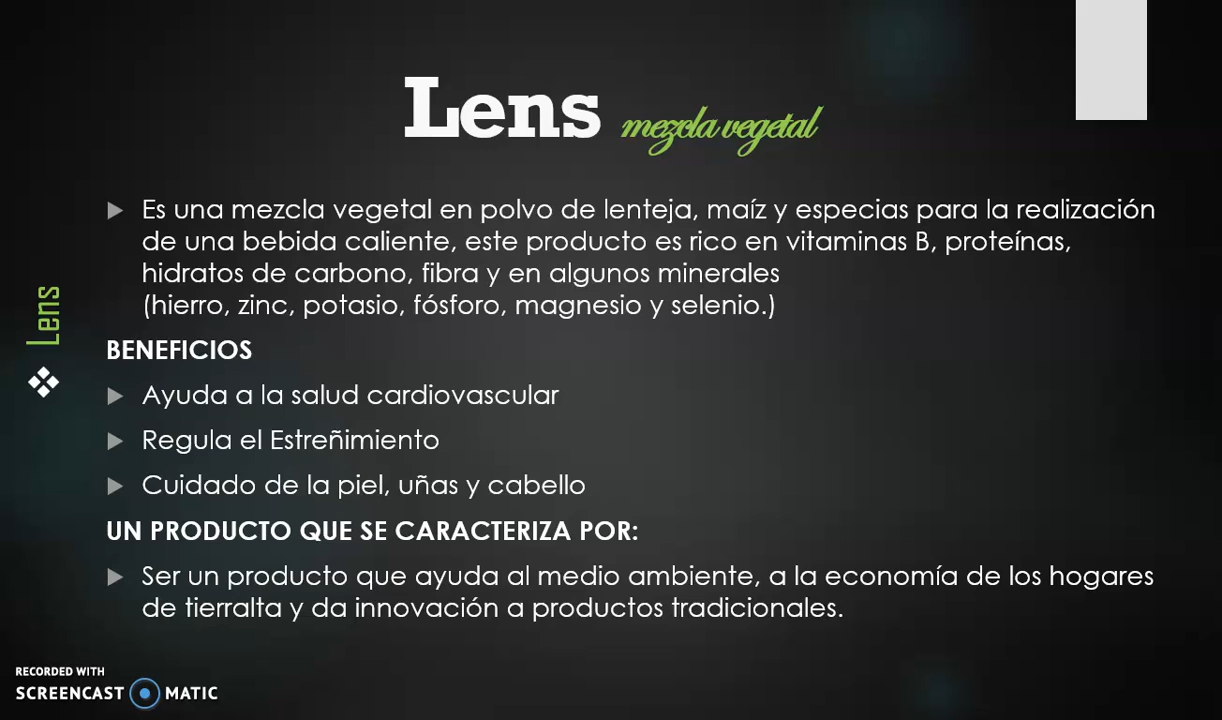 Lens mezcla vegetal
Es una mezcla vegetal en polvo de lenteja, maíz y especias para la realización
de una bebida caliente, este producto es rico en vitaminas B, proteínas,
hidratos de carbono, fibra y en algunos minerales
(hierro, zinc, potasio, fósforo, magnesio y selenio.)
BENEFICIOS
Ayuda a la salud cardiovascular
Regula el Estreñimiento
Cuidado de la piel, uñas y cabello
UN PRODUCTO QUE SE CARACTERIZA POR:
Ser un producto que ayuda al medio ambiente, a la economía de los hogares
de tierralta y da innovación a productos tradicionales.
Lens
RECORDED WITH
SCREENCAST MATIC